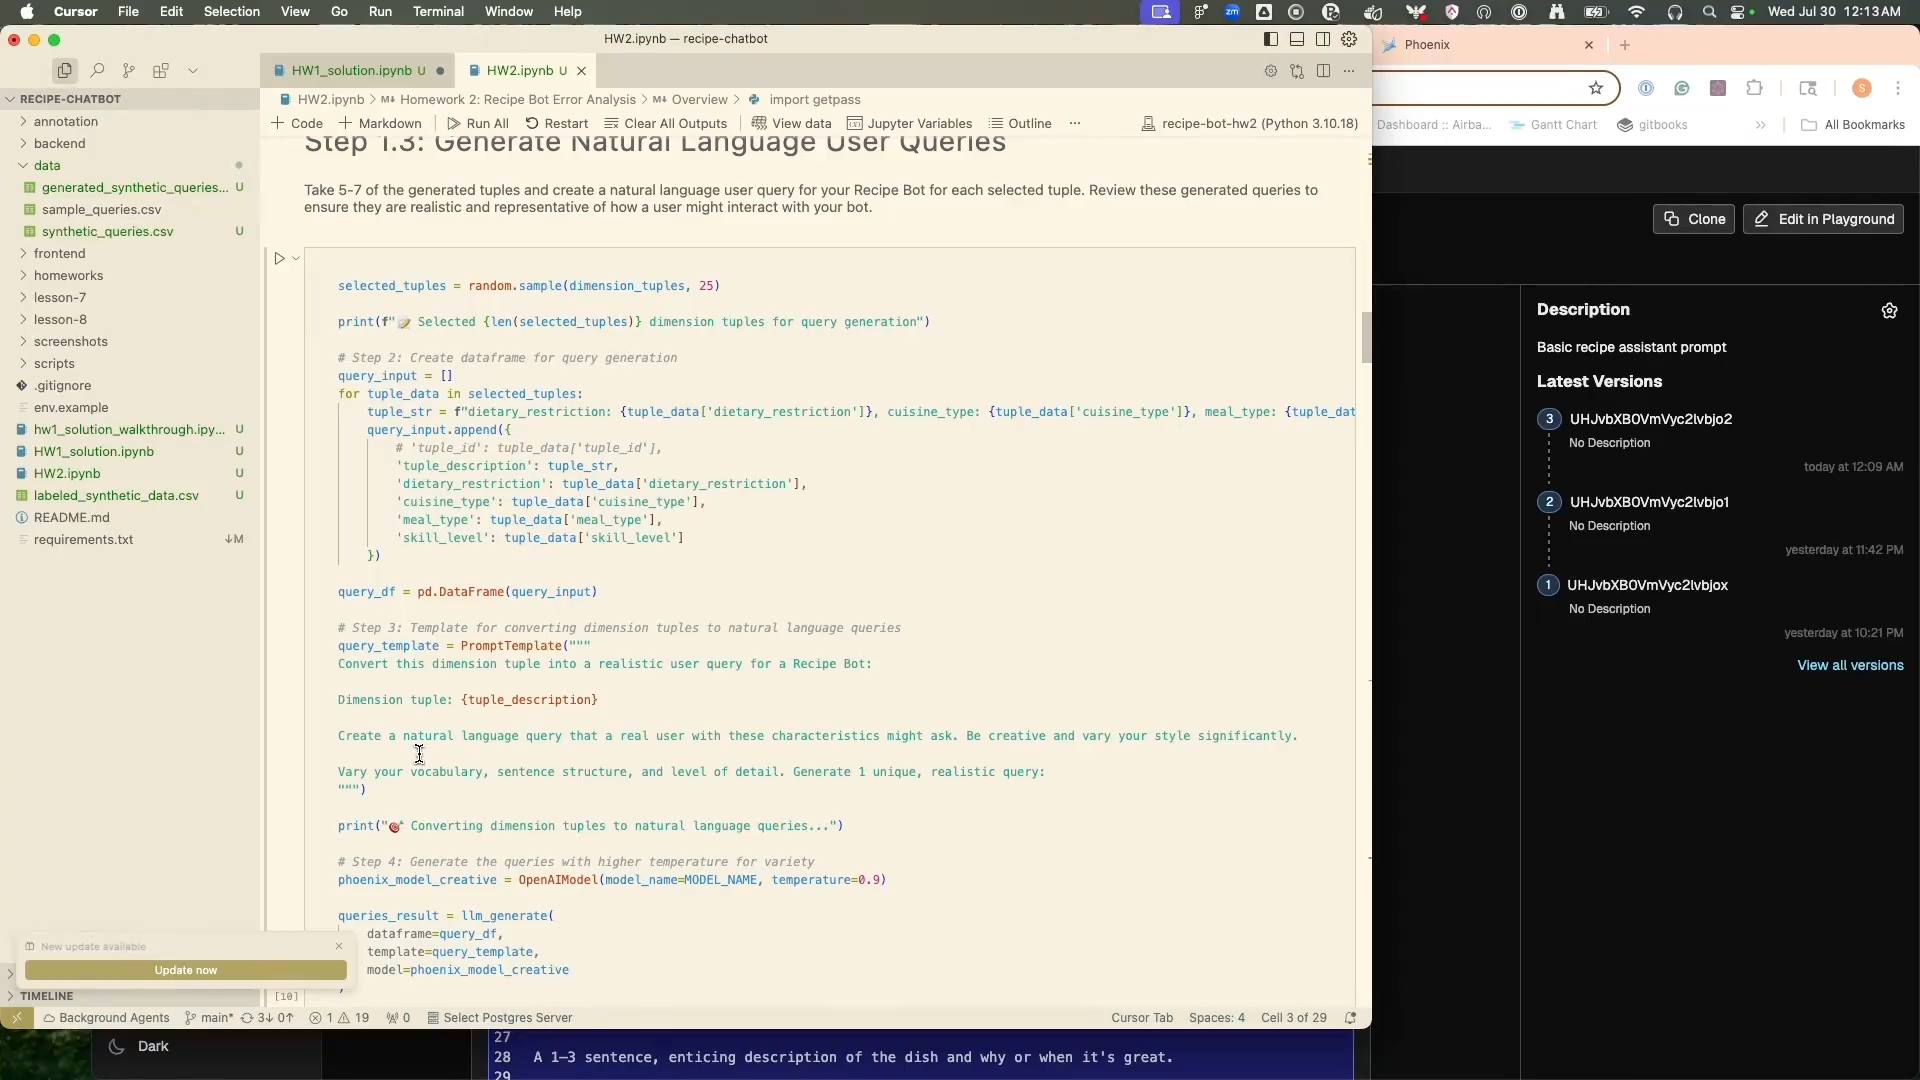 Cursor File Edit Selection View Go Run Terminal Window Help
Wed Jul 30 12:13 AM
HW2.ipynb — recipe-chatbot
HW1_solution.ipynb U
HW2.ipynb U
RECIPE-CHATBOT
annotation
backend
data
generated_synthetic_queries... U
sample_queries.csv
synthetic_queries.csv U
frontend
homeworks
lesson-7
lesson-8
screenshots
scripts
.gitignore
env.example
hw1_solution_walkthrough.ipy... U
HW1_solution.ipynb U
HW2.ipynb U
labeled_synthetic_data.csv U
README.md
requirements.txt ↓M
New update available
Update now
TIMELINE
HW2.ipynb > M↓ Homework 2: Recipe Bot Error Analysis > M↓ Overview > import getpass
+ Code + Markdown Run All Restart Clear All Outputs View data Jupyter Variables Outline ... recipe-bot-hw2 (Python 3.10.18)
Step 1.3: Generate Natural Language User Queries
Take 5-7 of the generated tuples and create a natural language user query for your Recipe Bot for each selected tuple. Review these generated queries to
ensure they are realistic and representative of how a user might interact with your bot.
selected_tuples = random.sample(dimension_tuples, 25)
print(f"📝 Selected {len(selected_tuples)} dimension tuples for query generation")
# Step 2: Create dataframe for query generation
query_input = []
for tuple_data in selected_tuples:
tuple_str = f"dietary_restriction: {tuple_data['dietary_restriction']}, cuisine_type: {tuple_data['cuisine_type']}, meal_type: {tuple_dat
query_input.append({
# 'tuple_id': tuple_data['tuple_id'],
'tuple_description': tuple_str,
'dietary_restriction': tuple_data['dietary_restriction'],
'cuisine_type': tuple_data['cuisine_type'],
'meal_type': tuple_data['meal_type'],
'skill_level': tuple_data['skill_level']
})
query_df = pd.DataFrame(query_input)
# Step 3: Template for converting dimension tuples to natural language queries
query_template = PromptTemplate("""
Convert this dimension tuple into a realistic user query for a Recipe Bot:
Dimension tuple: {tuple_description}
Create a natural language query that a real user with these characteristics might ask. Be creative and vary your style significantly.
Vary your vocabulary, sentence structure, and level of detail. Generate 1 unique, realistic query:
""")
print("🎯 Converting dimension tuples to natural language queries...")
# Step 4: Generate the queries with higher temperature for variety
phoenix_model_creative = OpenAIModel(model_name=MODEL_NAME, temperature=0.9)
queries_result = llm_generate(
dataframe=query_df,
template=query_template,
model=phoenix_model_creative
[10]
Background Agents main* 3↓ 0↑ 1 19 0 Select Postgres Server
Cursor Tab Spaces: 4 Cell 3 of 29
Phoenix
Dashboard :: Airba... Gantt Chart gitbooks » All Bookmarks
Clone
Edit in Playground
Description
Basic recipe assistant prompt
Latest Versions
3 UHJvbXB0VmVyc2lvbjo2
No Description
today at 12:09 AM
2 UHJvbXB0VmVyc2lvbjo1
No Description
yesterday at 11:42 PM
1 UHJvbXB0VmVyc2lvbjox
No Description
yesterday at 10:21 PM
View all versions
Dark
27
28 A 1–3 sentence, enticing description of the dish and why or when it's great.
29